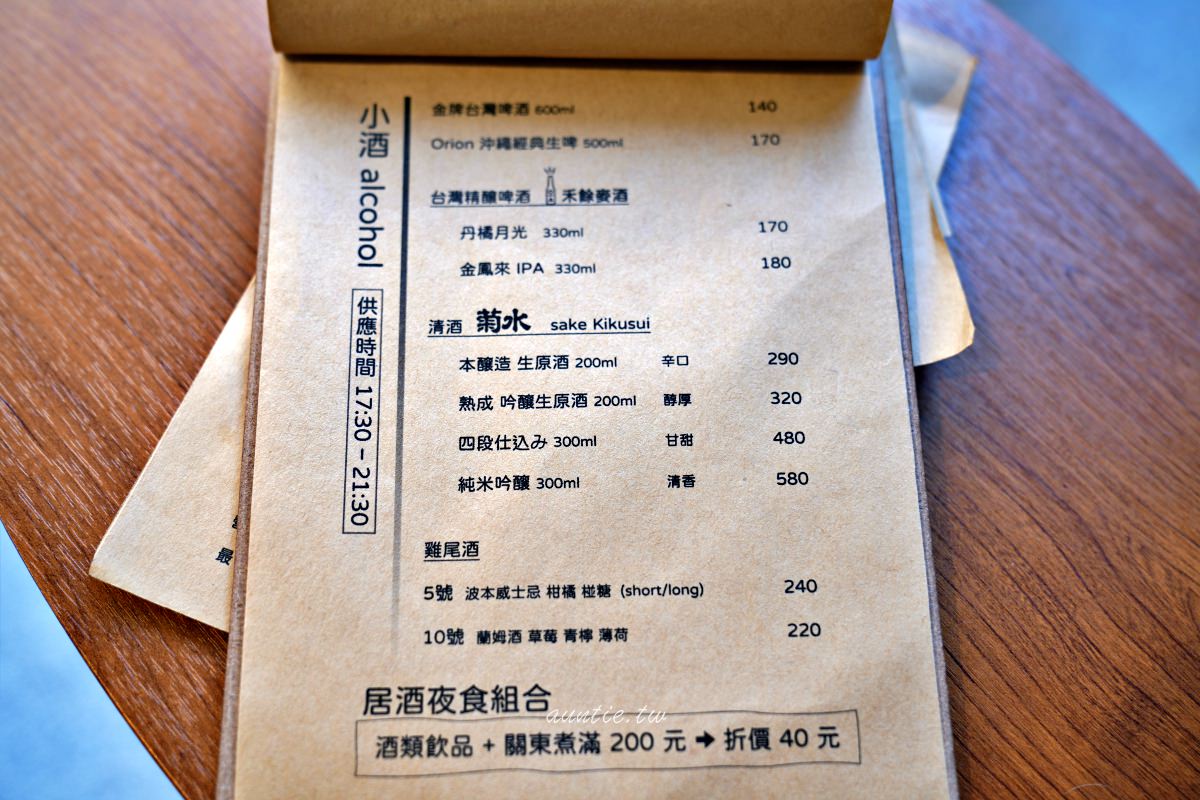 小酒 alcohol
供應時間 17:30 – 21:30
金牌台灣啤酒 600ml 140
Orion 沖繩經典生啤 500ml 170
台灣精釀啤酒 禾餘麥酒
丹橘月光 330ml 170
金鳳來 IPA 330ml 180
清酒 菊水 sake Kikusui
本釀造 生原酒 200ml 辛口 290
熟成 吟釀生原酒 200ml 醇厚 320
四段仕込み 300ml 甘甜 480
純米吟釀 300ml 清香 580
雞尾酒
5號 波本威士忌 柑橘 椪糖 (short/long) 240
10號 蘭姆酒 草莓 青檸 薄荷 220
居酒夜食組合
酒類飲品 + 關東煮滿 200 元 ➜ 折價 40 元
auntie.tw
最